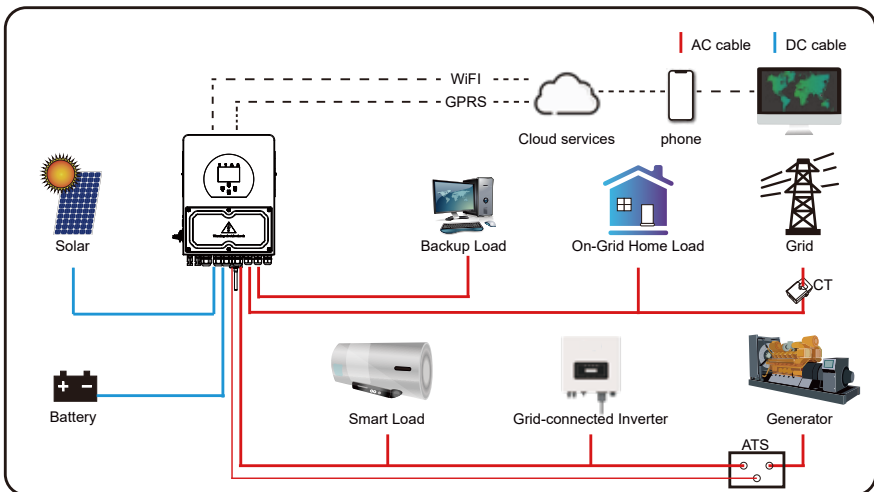 AC cable
DC cable
WiFI
GPRS
Cloud services
phone
Solar
Backup Load
On-Grid Home Load
Grid
CT
Battery
Smart Load
Grid-connected Inverter
Generator
ATS